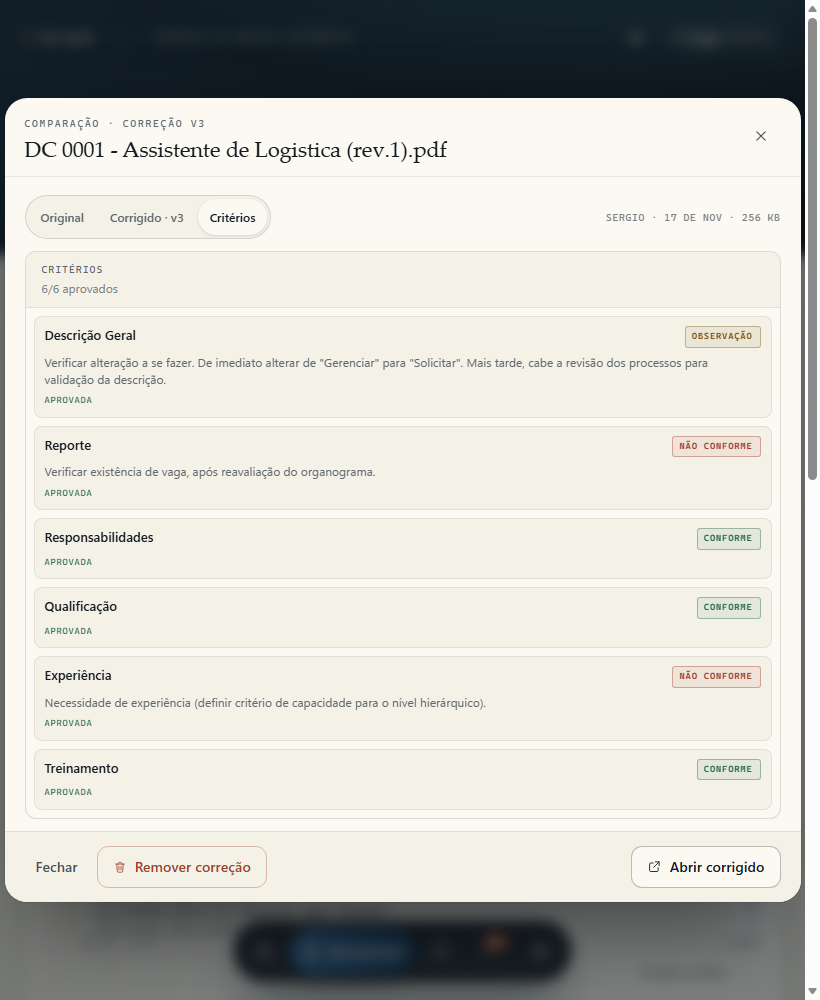 COMPARAÇÃO · CORREÇÃO V3
DC 0001 - Assistente de Logistica (rev.1).pdf
Original
Corrigido · v3
Critérios
SERGIO · 17 DE NOV · 256 KB
CRITÉRIOS
6/6 aprovados
Descrição Geral
OBSERVAÇÃO
Verificar alteração a se fazer. De imediato alterar de "Gerenciar" para "Solicitar". Mais tarde, cabe a revisão dos processos para
validação da descrição.
APROVADA
Reporte
NÃO CONFORME
Verificar existência de vaga, após reavaliação do organograma.
APROVADA
Responsabilidades
CONFORME
APROVADA
Qualificação
CONFORME
APROVADA
Experiência
NÃO CONFORME
Necessidade de experiência (definir critério de capacidade para o nível hierárquico).
APROVADA
Treinamento
CONFORME
APROVADA
Fechar
Remover correção
Abrir corrigido